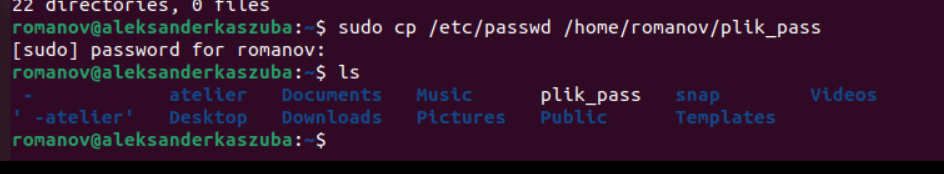 22 directories, 0 files
romanov@aleksanderkaszuba:~$ sudo cp /etc/passwd /home/romanov/plik_pass
[sudo] password for romanov:
romanov@aleksanderkaszuba:~$ ls
 -           atelier   Documents   Music      plik_pass   snap        Videos
' -atelier'  Desktop   Downloads   Pictures   Public      Templates
romanov@aleksanderkaszuba:~$